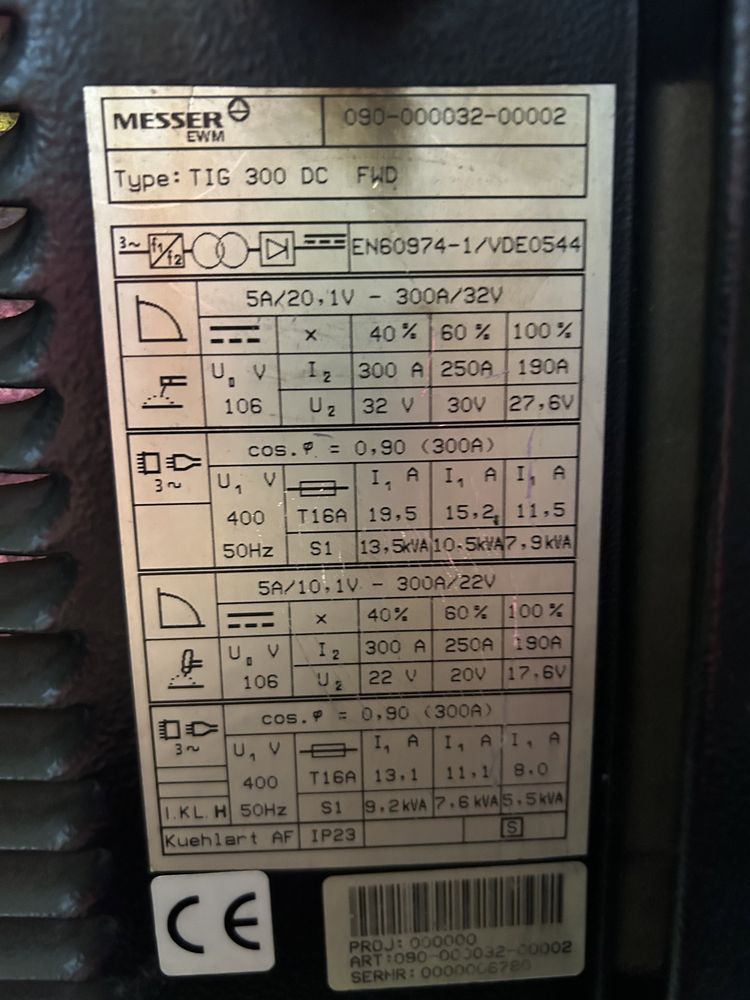 MESSER
EWM
090-000032-00002
Type: TIG 300 DC FWD
3~ f1/f2 EN60974-1/VDE0544
5A/20,1V - 300A/32V
x 40% 60% 100%
U0 V I2 300 A 250A 190A
106 U2 32 V 30V 27,6V
cos.φ = 0,90 (300A)
3~ U1 V I1 A I1 A I1 A
400 T16A 19,5 15,2 11,5
50Hz S1 13,5kVA 10.5kVA 7,9kVA
5A/10,1V - 300A/22V
x 40% 60% 100%
U0 V I2 300 A 250A 190A
106 U2 22 V 20V 17,6V
cos.φ = 0,90 (300A)
3~ U1 V I1 A I1 A I1 A
400 T16A 13,1 11,1 8.0
I.KL.H 50Hz S1 9,2kVA 7,6kVA 5,5kVA
Kuehlart AF IP23 S
CE
PROJ: 000000
ART:090-000032-00002
SERNR: